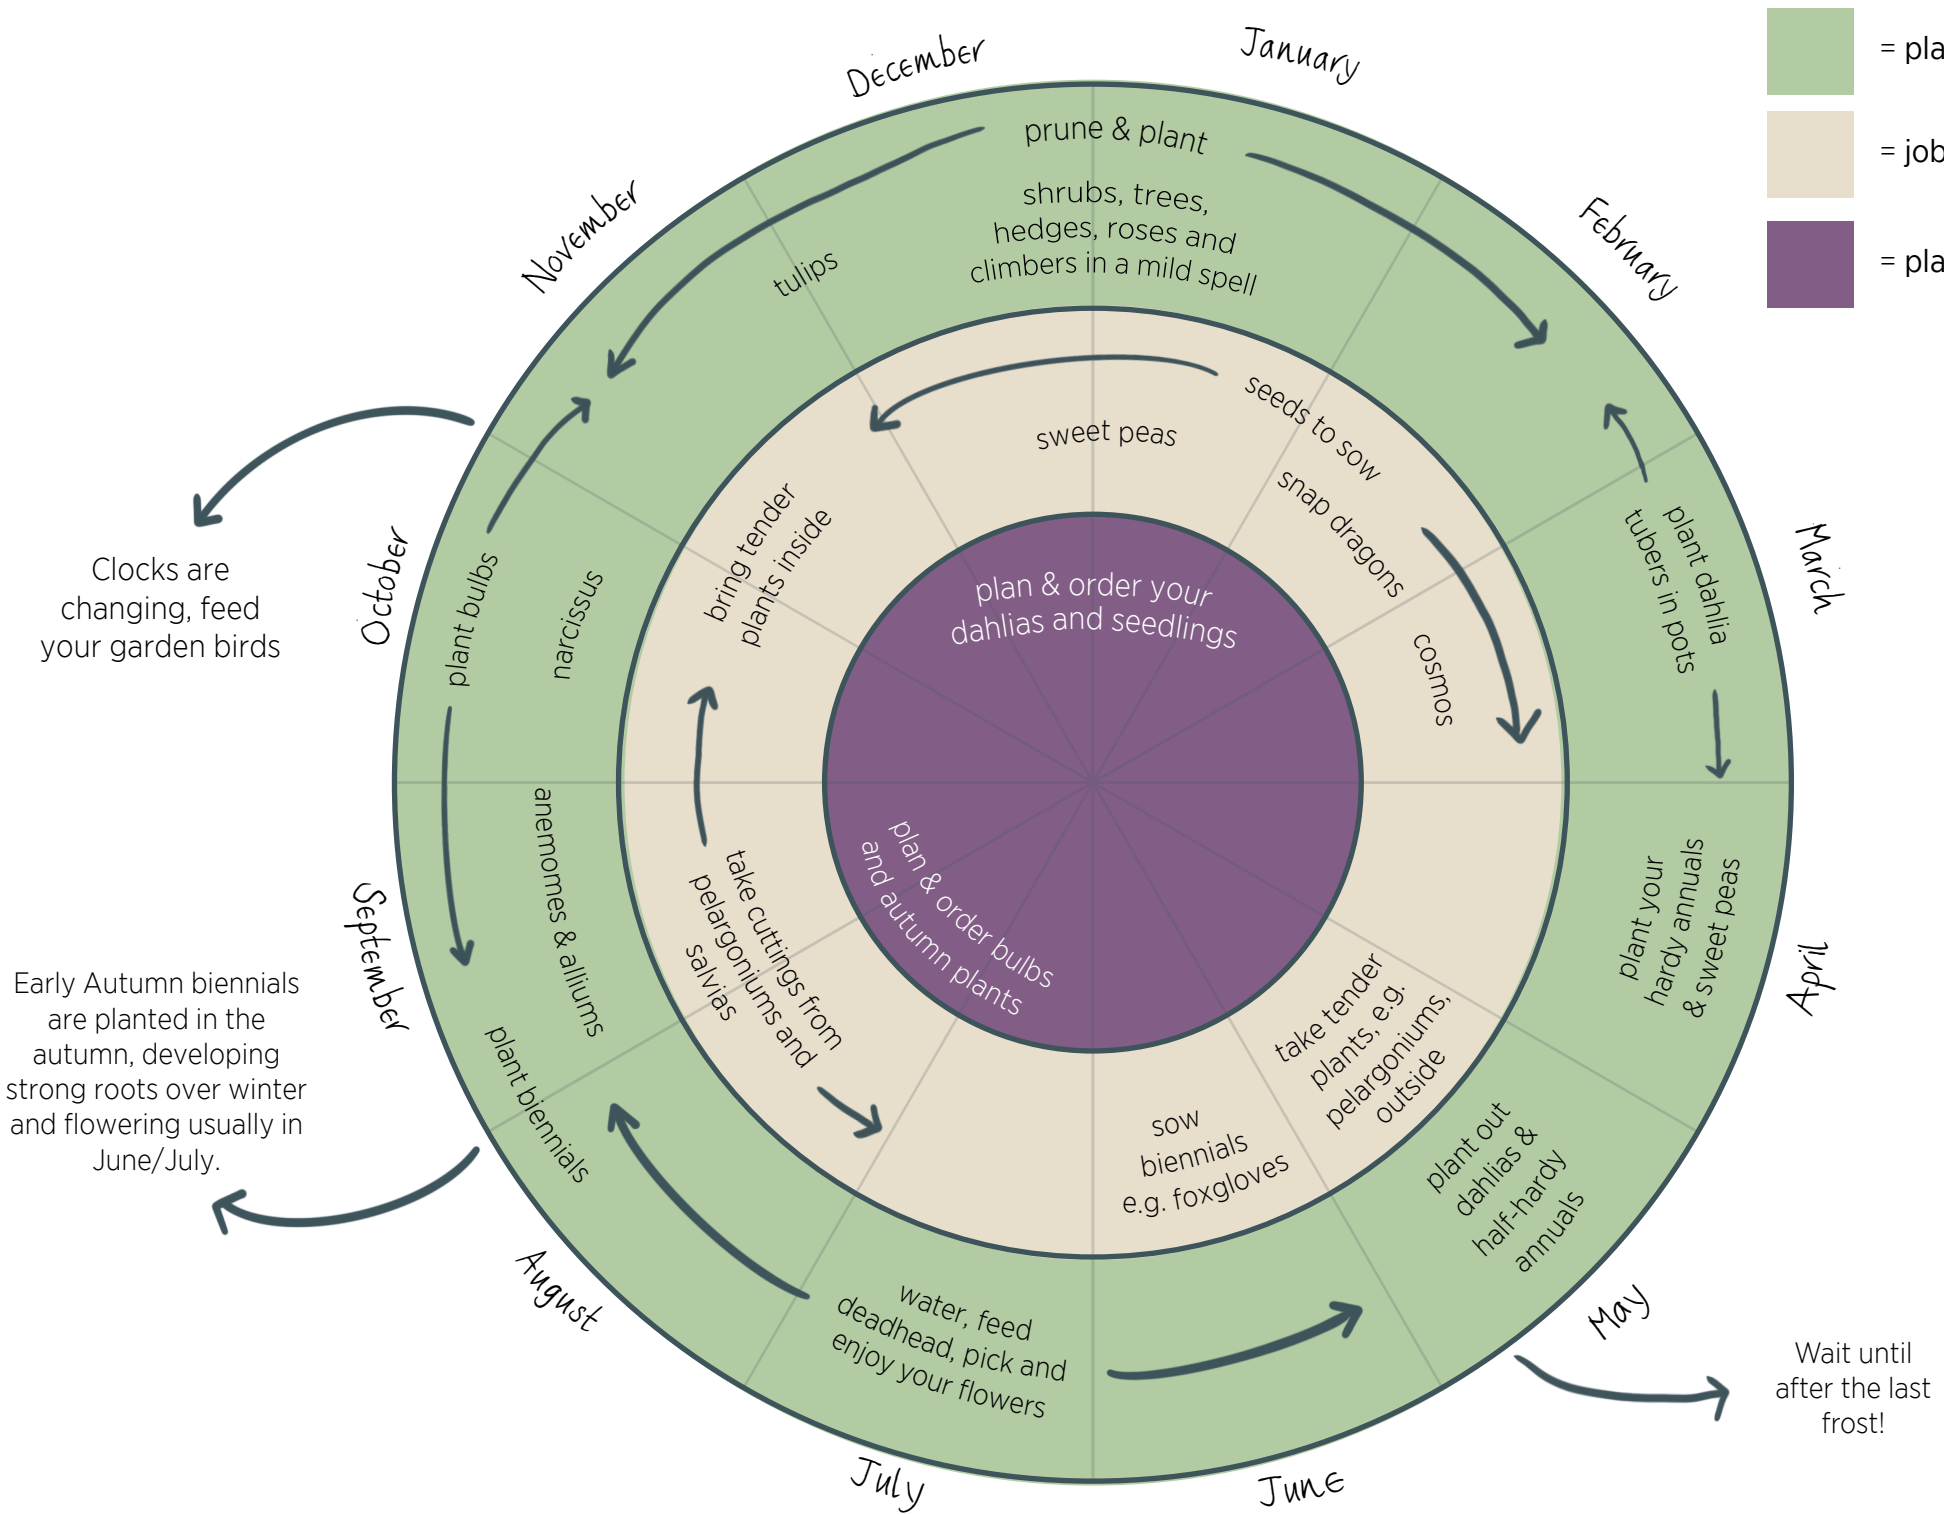 December
January
February
March
April
May
June
July
August
September
October
November
= pla
= job
= pla
prune & plant
shrubs, trees,
hedges, roses and
climbers in a mild spell
tulips
plant dahlia
tubers in pots
plant your
hardy annuals
& sweet peas
plant out
dahlias &
half-hardy
annuals
water, feed
deadhead, pick and
enjoy your flowers
plant biennials
anemomes & alliums
plant bulbs
narcissus
seeds to sow
sweet peas
snap dragons
cosmos
take tender
plants, e.g.
pelargoniums,
outside
sow
biennials
e.g. foxgloves
take cuttings from
pelargoniums and
salvias
bring tender
plants inside
plan & order your
dahlias and seedlings
plan & order bulbs
and autumn plants
Clocks are
changing, feed
your garden birds
Early Autumn biennials
are planted in the
autumn, developing
strong roots over winter
and flowering usually in
June/July.
Wait until
after the last
frost!